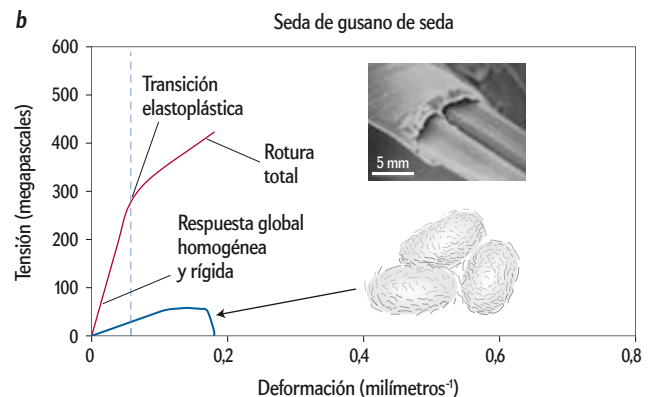 b
Seda de gusano de seda
600
500
400
300
200
100
0
Tensión (megapascales)
Transición
elastoplástica
Rotura
total
Respuesta global
homogénea
y rígida
5 mm
0
0,2
0,4
0,6
0,8
Deformación (milímetros⁻¹)